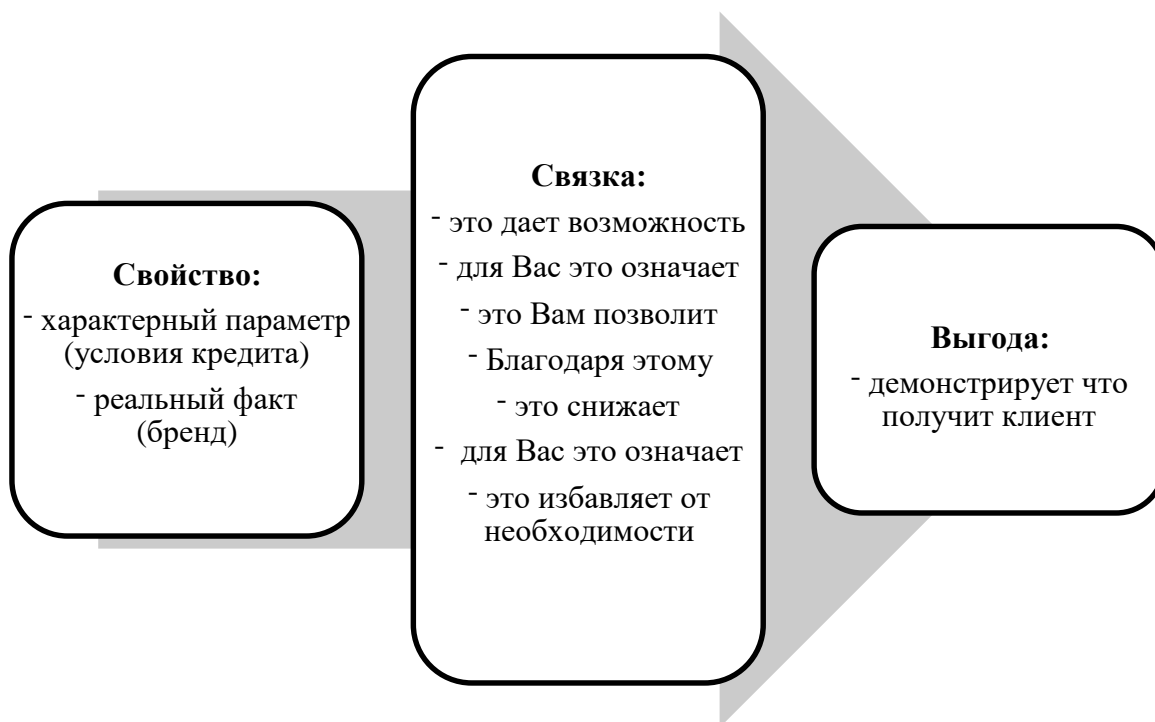 Свойство:
- характерный параметр
(условия кредита)
- реальный факт
(бренд)
Связка:
- это дает возможность
- для Вас это означает
- это Вам позволит
- Благодаря этому
- это снижает
- для Вас это означает
- это избавляет от
необходимости
Выгода:
- демонстрирует что
получит клиент